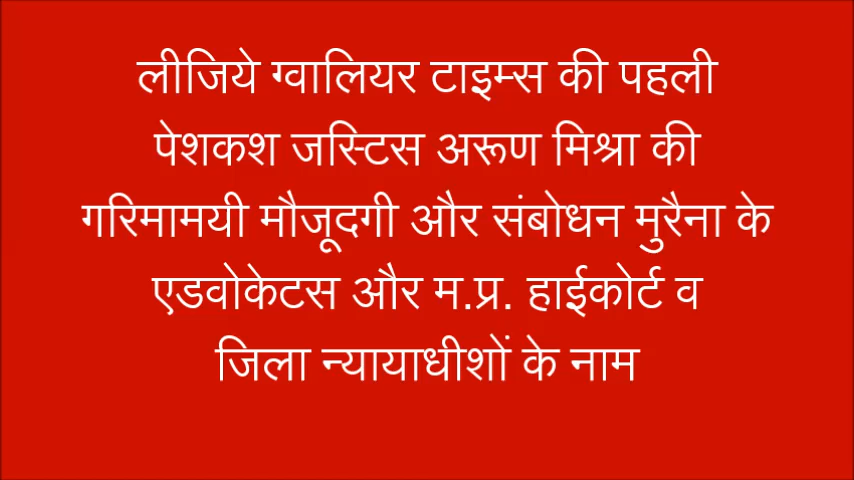 लीजिये ग्वालियर टाइम्स की पहली
पेशकश जस्टिस अरूण मिश्रा की
गरिमामयी मौजूदगी और संबोधन मुरैना के
एडवोकेटस और म.प्र. हाईकोर्ट व
जिला न्यायाधीशों के नाम